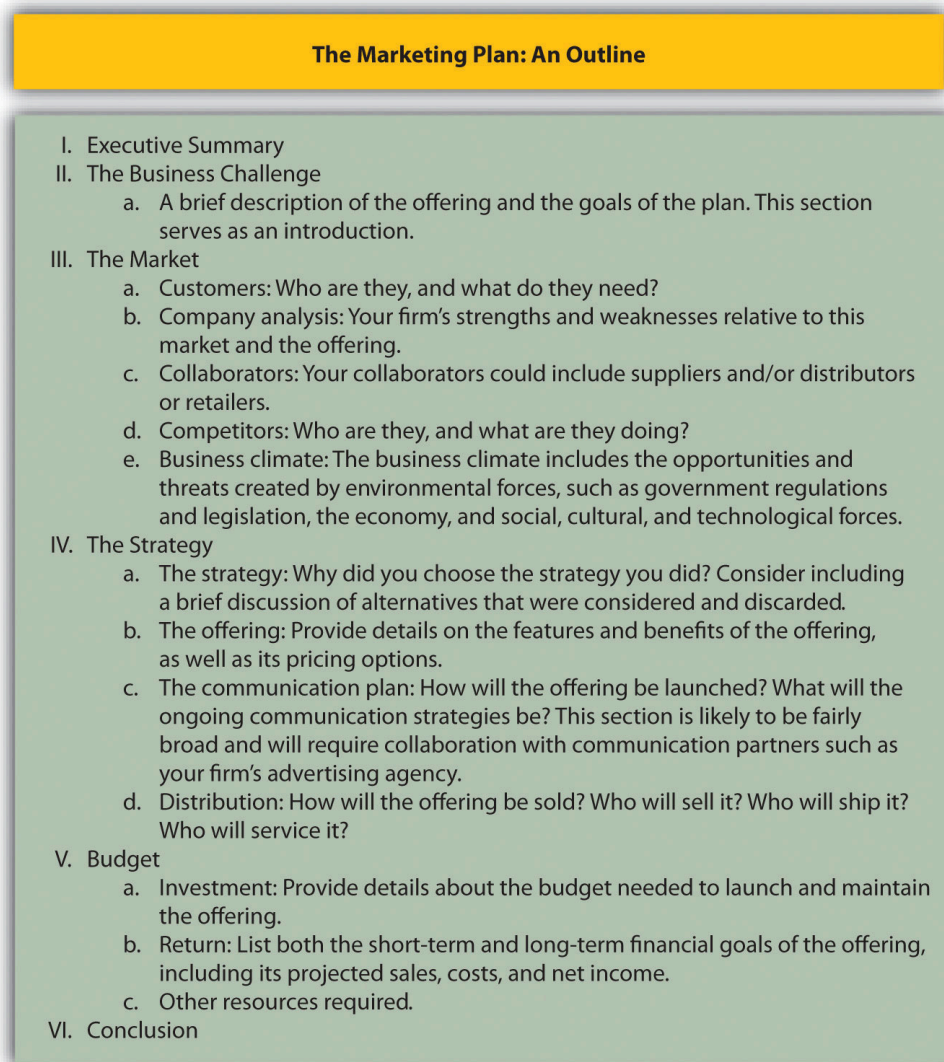 The Marketing Plan: An Outline
I. Executive Summary
II. The Business Challenge
a. A brief description of the offering and the goals of the plan. This section
serves as an introduction.
III. The Market
a. Customers: Who are they, and what do they need?
b. Company analysis: Your firm's strengths and weaknesses relative to this
market and the offering.
c. Collaborators: Your collaborators could include suppliers and/or distributors
or retailers.
d. Competitors: Who are they, and what are they doing?
e. Business climate: The business climate includes the opportunities and
threats created by environmental forces, such as government regulations
and legislation, the economy, and social, cultural, and technological forces.
IV. The Strategy
a. The strategy: Why did you choose the strategy you did? Consider including
a brief discussion of alternatives that were considered and discarded.
b. The offering: Provide details on the features and benefits of the offering,
as well as its pricing options.
c. The communication plan: How will the offering be launched? What will the
ongoing communication strategies be? This section is likely to be fairly
broad and will require collaboration with communication partners such as
your firm's advertising agency.
d. Distribution: How will the offering be sold? Who will sell it? Who will ship it?
Who will service it?
V. Budget
a. Investment: Provide details about the budget needed to launch and maintain
the offering.
b. Return: List both the short-term and long-term financial goals of the offering,
including its projected sales, costs, and net income.
c. Other resources required.
VI. Conclusion